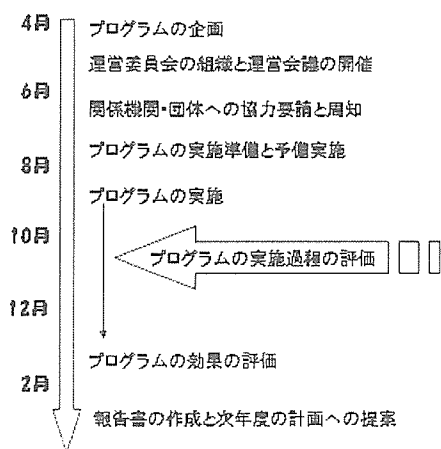 4月
プログラムの企画
運営委員会の組織と運営会議の開催
6月
関係機関・団体への協力要請と周知
プログラムの実施準備と予備実施
8月
プログラムの実施
10月
プログラムの実施過程の評価
12月
プログラムの効果の評価
2月
報告書の作成と次年度の計画への提案